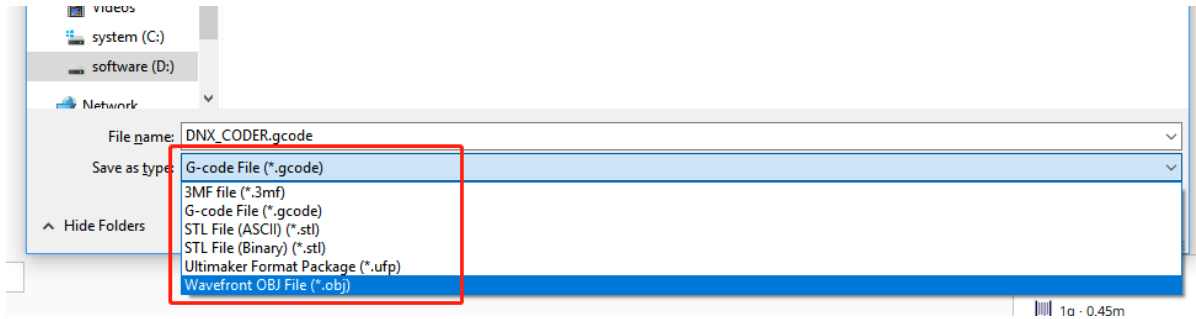 Videos
system (C:)
software (D:)
Network
File name: DNX_CODER.gcode
Save as type: G-code File (*.gcode)
3MF file (*.3mf)
G-code File (*.gcode)
STL File (ASCII) (*.stl)
Hide Folders
STL File (Binary) (*.stl)
Ultimaker Format Package (*.ufp)
Wavefront OBJ File (*.obj)
1g · 0.45m